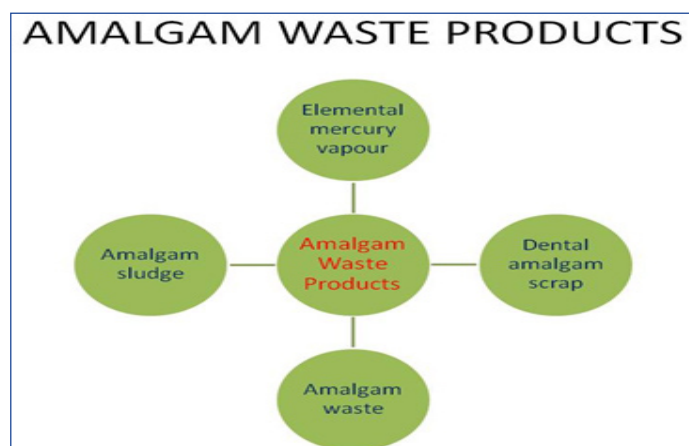 AMALGAM WASTE PRODUCTS
Elemental
mercury
vapour
Amalgam
sludge
Amalgam
Waste
Products
Dental
amalgam
scrap
Amalgam
waste